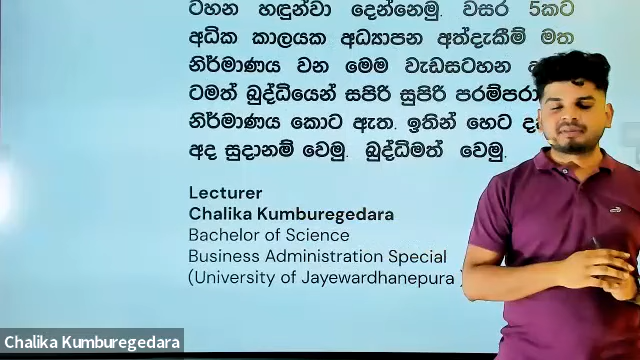 ටහන හඳුන්වා දෙන්නෙමු. වසර 5කට
අධික කාලයක අධ්‍යාපන අත්දැකීම් මත
නිර්මාණය වන මෙම වැඩසටහන
ටමත් බුද්ධියෙන් සපිරි සුපිරි පරම්පරා
නිර්මාණය කොට ඇත. ඉතින් හෙට
අද සුදානම් වෙමු. බුද්ධිමත් වෙමු.
Lecturer
Chalika Kumburegedara
Bachelor of Science
Business Administration Special
(University of Jayewardhanepura )
Chalika Kumburegedara